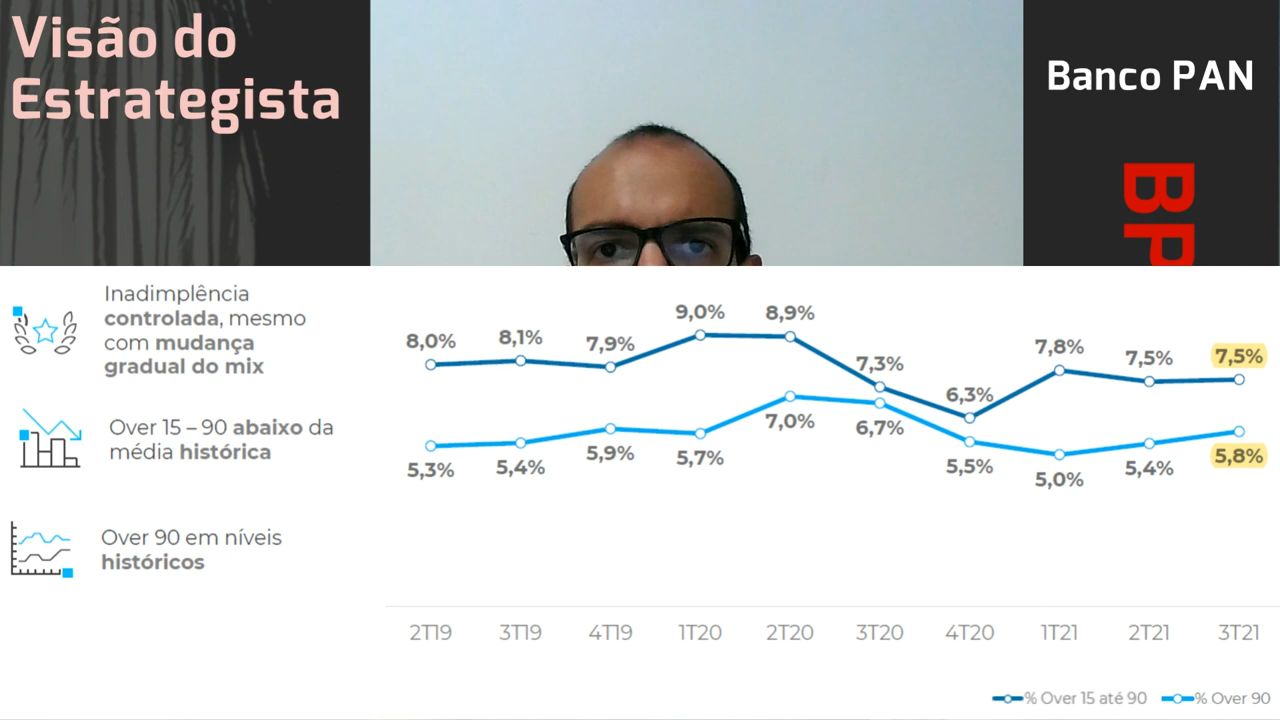 Visão do
Estrategista
Banco PAN
BP
Inadimplência
controlada, mesmo
com mudança
gradual do mix
Over 15 – 90 abaixo da
média histórica
Over 90 em níveis
históricos
8,0%
8,1%
7,9%
9,0%
8,9%
7,3%
6,3%
7,8%
7,5%
7,5%
5,3%
5,4%
5,9%
5,7%
7,0%
6,7%
5,5%
5,0%
5,4%
5,8%
2T19 3T19 4T19 1T20 2T20 3T20 4T20 1T21 2T21 3T21
% Over 15 até 90 % Over 90